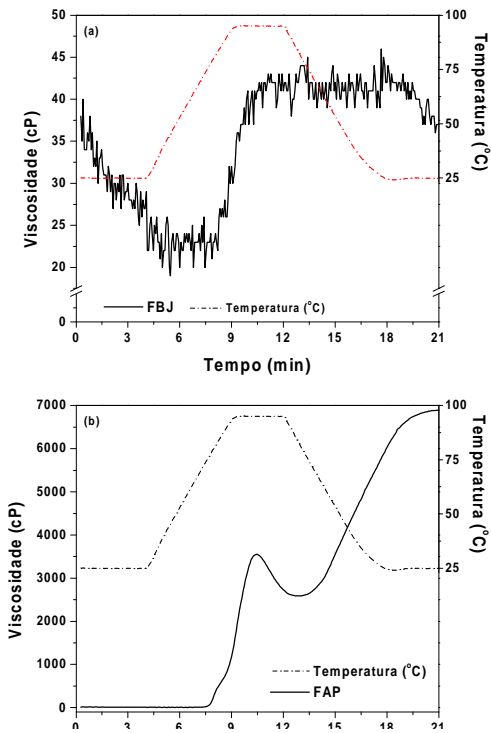 (a)
50
45
40
35
30
25
20
0
Viscosidade (cP)
100
75
50
25
Temperatura (°C)
FBJ
Temperatura (°C)
0 3 6 9 12 15 18 21
Tempo (min)
(b)
7000
6000
5000
4000
3000
2000
1000
0
Viscosidade (cP)
100
75
50
25
Temperatura (°C)
Temperatura (°C)
FAP
0 3 6 9 12 15 18 21